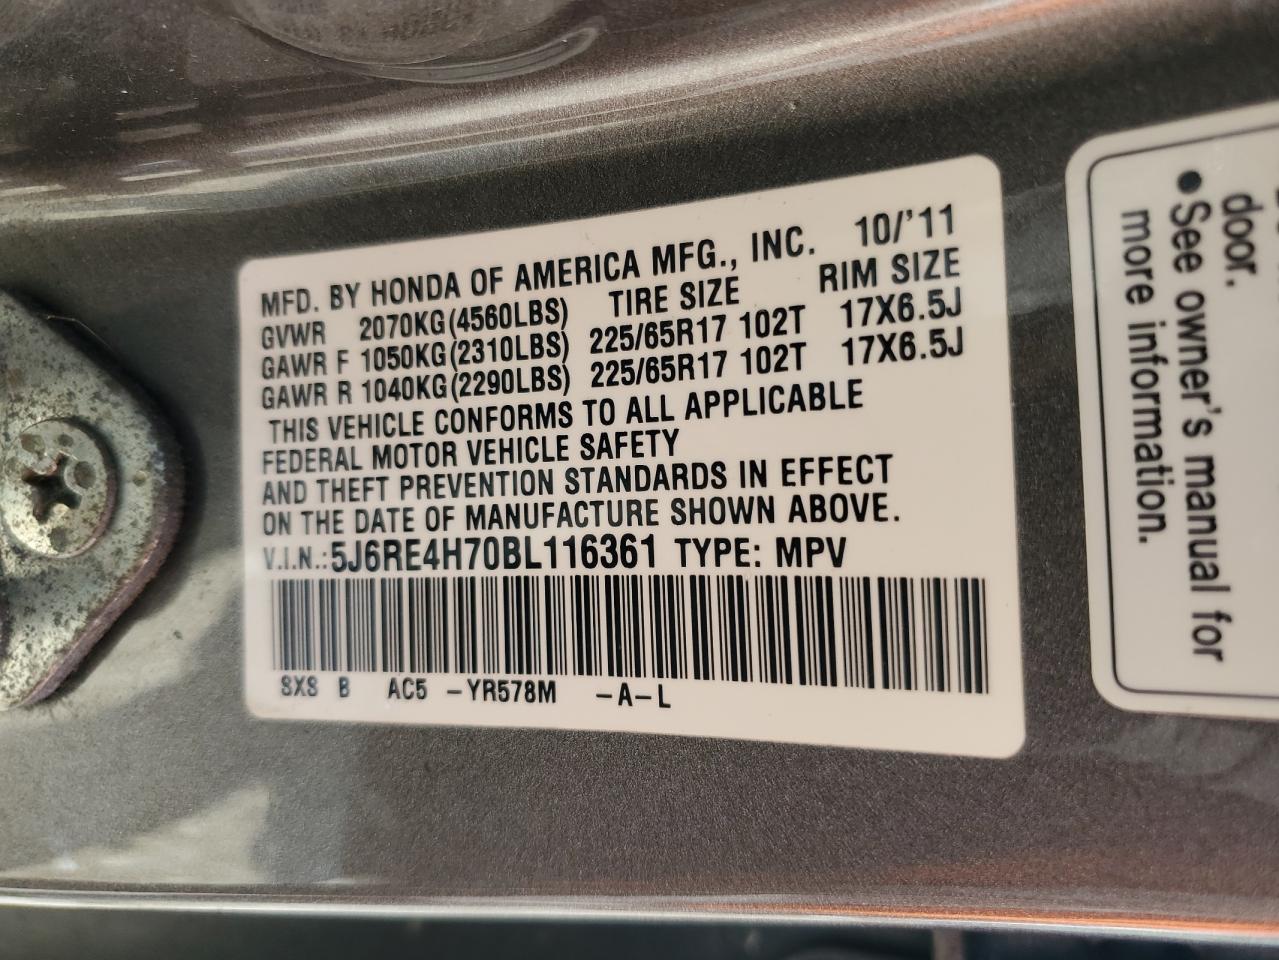 MFD. BY HONDA OF AMERICA MFG., INC. 10/'11
GVWR 2070KG(4560LBS) TIRE SIZE RIM SIZE
GAWR F 1050KG(2310LBS) 225/65R17 102T 17X6.5J
GAWR R 1040KG(2290LBS) 225/65R17 102T 17X6.5J
THIS VEHICLE CONFORMS TO ALL APPLICABLE
FEDERAL MOTOR VEHICLE SAFETY
AND THEFT PREVENTION STANDARDS IN EFFECT
ON THE DATE OF MANUFACTURE SHOWN ABOVE.
V.I.N.: 5J6RE4H70BL116361 TYPE: MPV
SXS B AC5 -YR578M -A-L
door.
• See owner's manual for
more information.